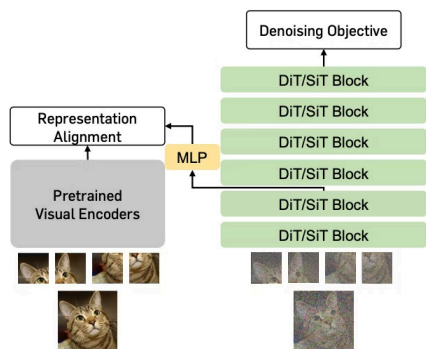 Denoising Objective
DiT/SiT Block
DiT/SiT Block
DiT/SiT Block
DiT/SiT Block
DiT/SiT Block
DiT/SiT Block
Representation
Alignment
MLP
Pretrained
Visual Encoders